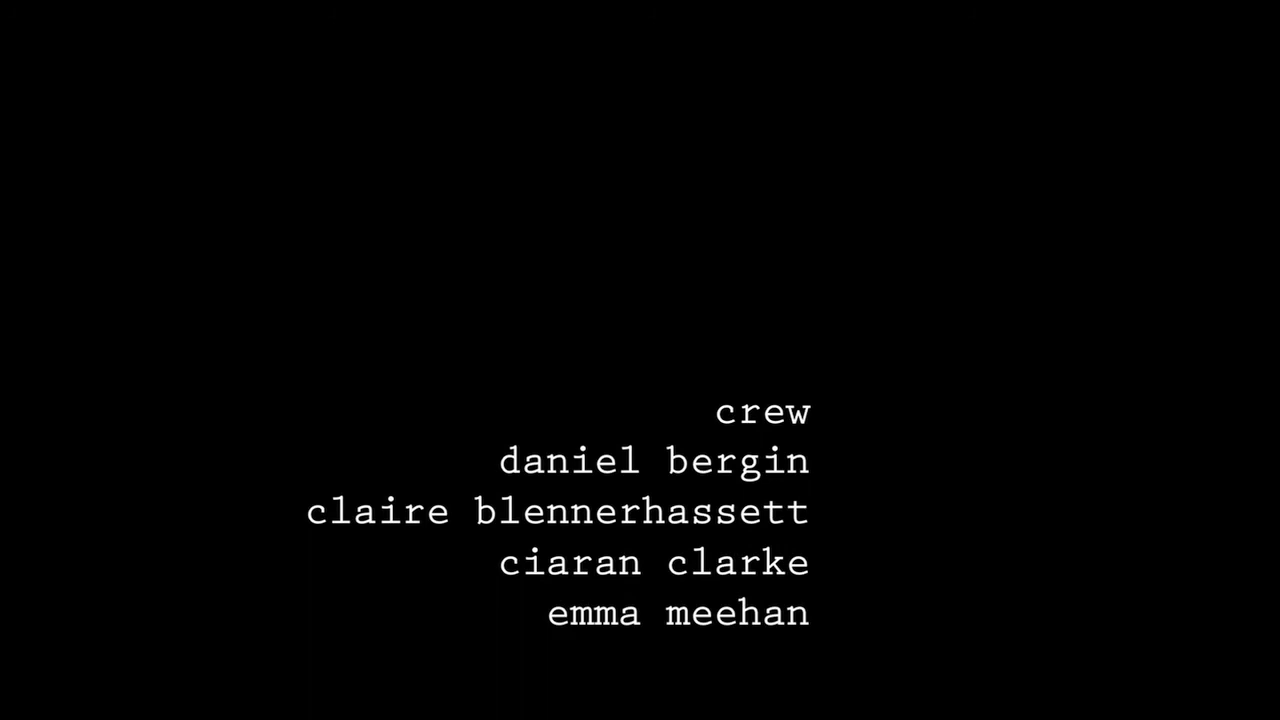 crew
daniel bergin
claire blennerhassett
ciaran clarke
emma meehan